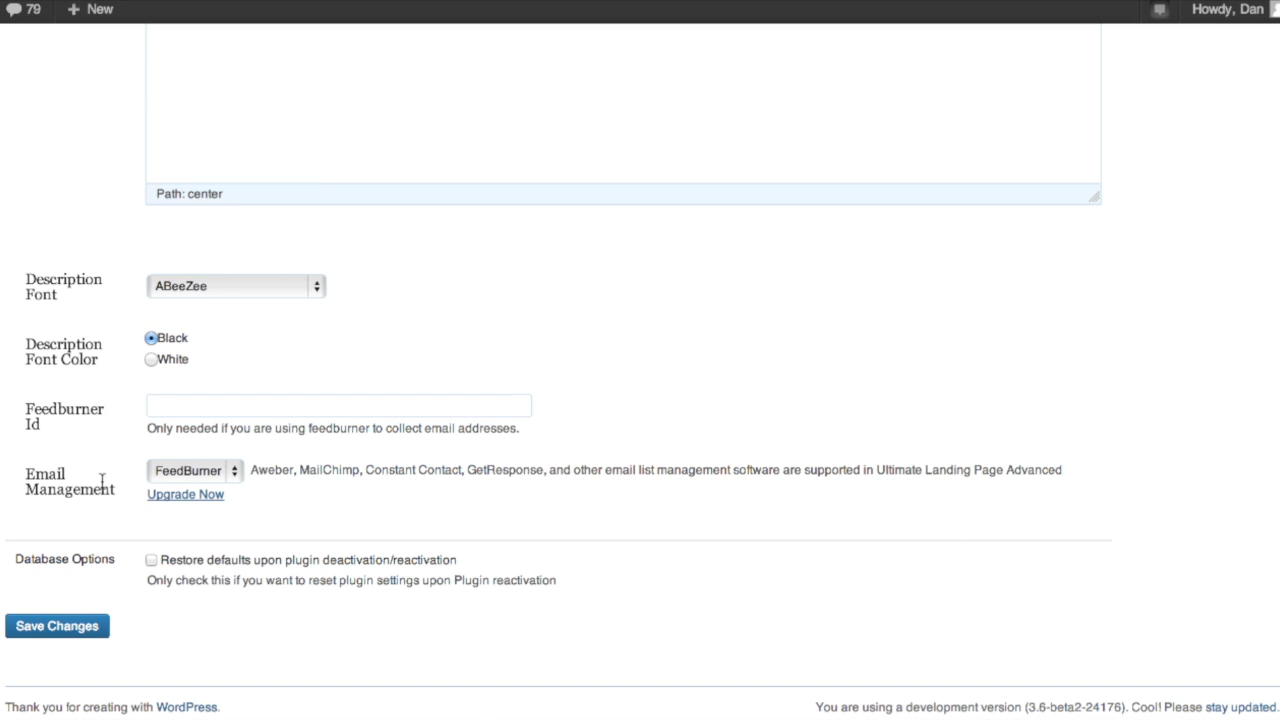 79 New Howdy, Dan
Path: center
Description
Font
ABeeZee
Description
Font Color
Black
White
Feedburner
Id
Only needed if you are using feedburner to collect email addresses.
Email
Management
FeedBurner Aweber, MailChimp, Constant Contact, GetResponse, and other email list management software are supported in Ultimate Landing Page Advanced
Upgrade Now
Database Options
Restore defaults upon plugin deactivation/reactivation
Only check this if you want to reset plugin settings upon Plugin reactivation
Save Changes
Thank you for creating with WordPress.
You are using a development version (3.6-beta2-24176). Cool! Please stay updated.